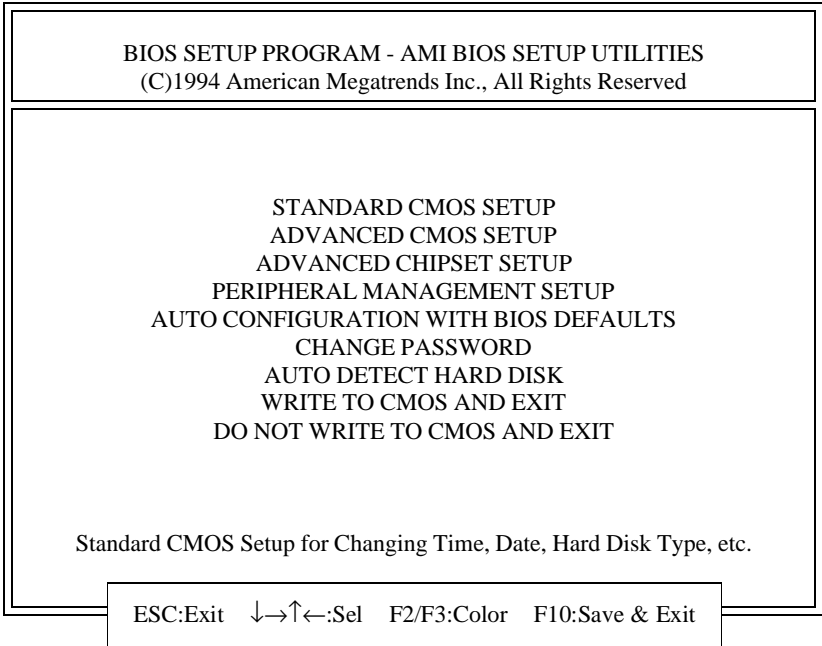 BIOS SETUP PROGRAM - AMI BIOS SETUP UTILITIES
(C)1994 American Megatrends Inc., All Rights Reserved
STANDARD CMOS SETUP
ADVANCED CMOS SETUP
ADVANCED CHIPSET SETUP
PERIPHERAL MANAGEMENT SETUP
AUTO CONFIGURATION WITH BIOS DEFAULTS
CHANGE PASSWORD
AUTO DETECT HARD DISK
WRITE TO CMOS AND EXIT
DO NOT WRITE TO CMOS AND EXIT
Standard CMOS Setup for Changing Time, Date, Hard Disk Type, etc.
ESC:Exit ↓→↑←:Sel F2/F3:Color F10:Save & Exit